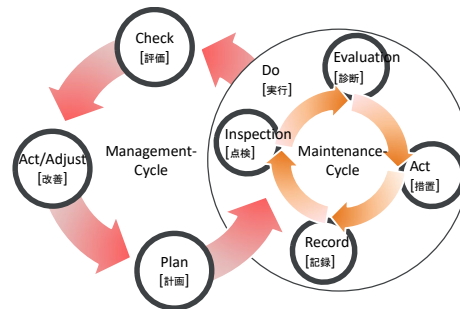 Check
[評価]
Do
[実行]
Evaluation
[診断]
Inspection
[点検]
Act/Adjust
[改善]
Management-
Cycle
Maintenance-
Cycle
Act
[措置]
Record
[記録]
Plan
[計画]